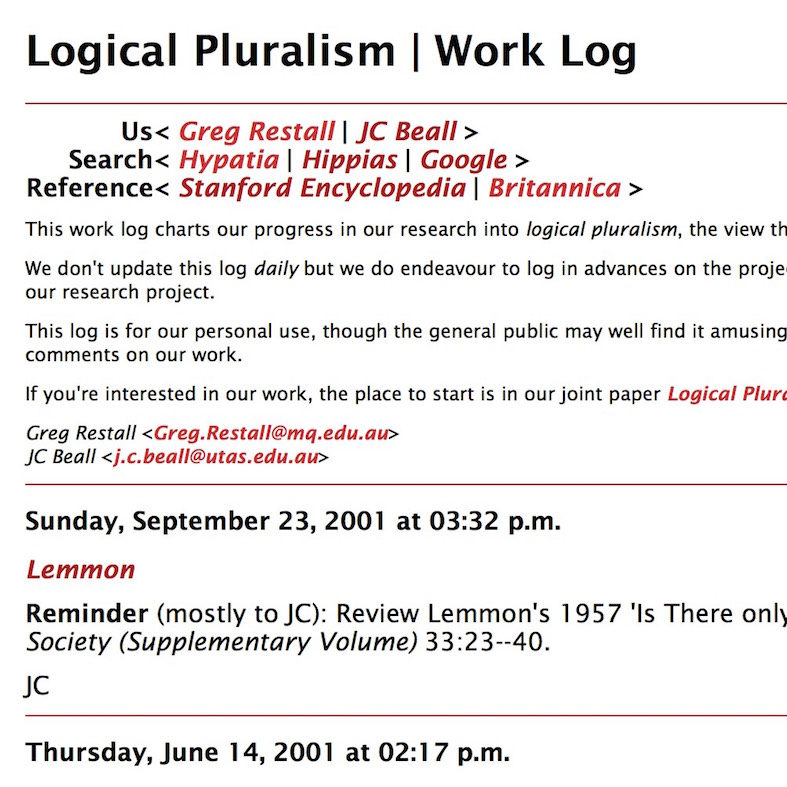 Logical Pluralism | Work Log
Us< Greg Restall | JC Beall >
Search< Hypatia | Hippias | Google >
Reference< Stanford Encyclopedia | Britannica >
This work log charts our progress in our research into logical pluralism, the view
We don't update this log daily but we do endeavour to log in advances on the
our research project.
This log is for our personal use, though the general public may well find it amusing
comments on our work.
If you're interested in our work, the place to start is in our joint paper Logical
Greg Restall <Greg.Restall@mq.edu.au>
JC Beall <j.c.beall@utas.edu.au>
Sunday, September 23, 2001 at 03:32 p.m.
Lemmon
Reminder (mostly to JC): Review Lemmon's 1957 'Is There only
Society (Supplementary Volume) 33:23--40.
JC
Thursday, June 14, 2001 at 02:17 p.m.